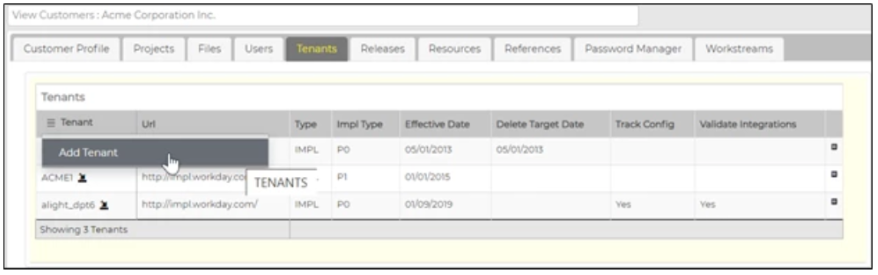 View Customers : Acme Corporation Inc.
Customer Profile Projects Files Users Tenants Releases Resources References Password Manager Workstreams
Tenants
Tenant Url Type Impl Type Effective Date Delete Target Date Track Config Validate Integrations
Add Tenant IMPL P0 05/01/2013 05/01/2013
ACME1 http://impl.workday.co P1 01/01/2015
TENANTS
alight_dpt6 http://impl.workday.com/ IMPL P0 01/09/2019 Yes Yes
Showing 3 Tenants